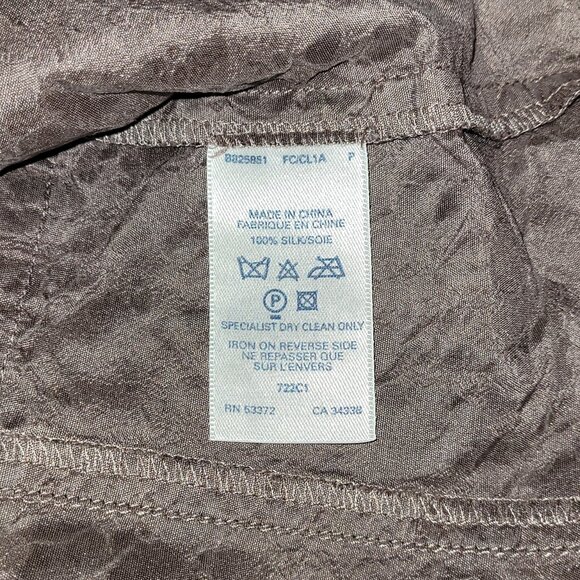 8825851 FC/CL1A P
MADE IN CHINA
FABRIQUE EN CHINE
100% SILK/SOIE
P
SPECIALIST DRY CLEAN ONLY
IRON ON REVERSE SIDE
NE REPASSER QUE
SUR L'ENVERS
722C1
RN 53372 CA 34338